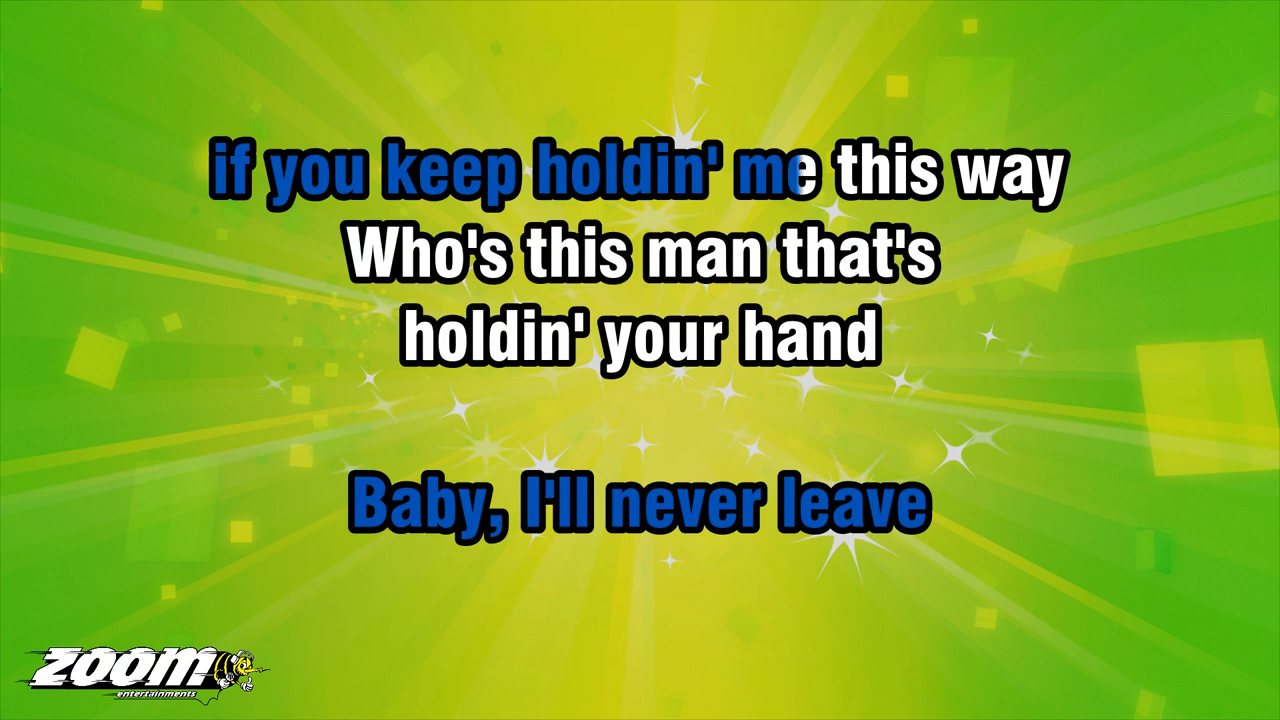 if you keep holdin' me this way
Who's this man that's
holdin' your hand
Baby, I'll never leave
zoom
entertainments